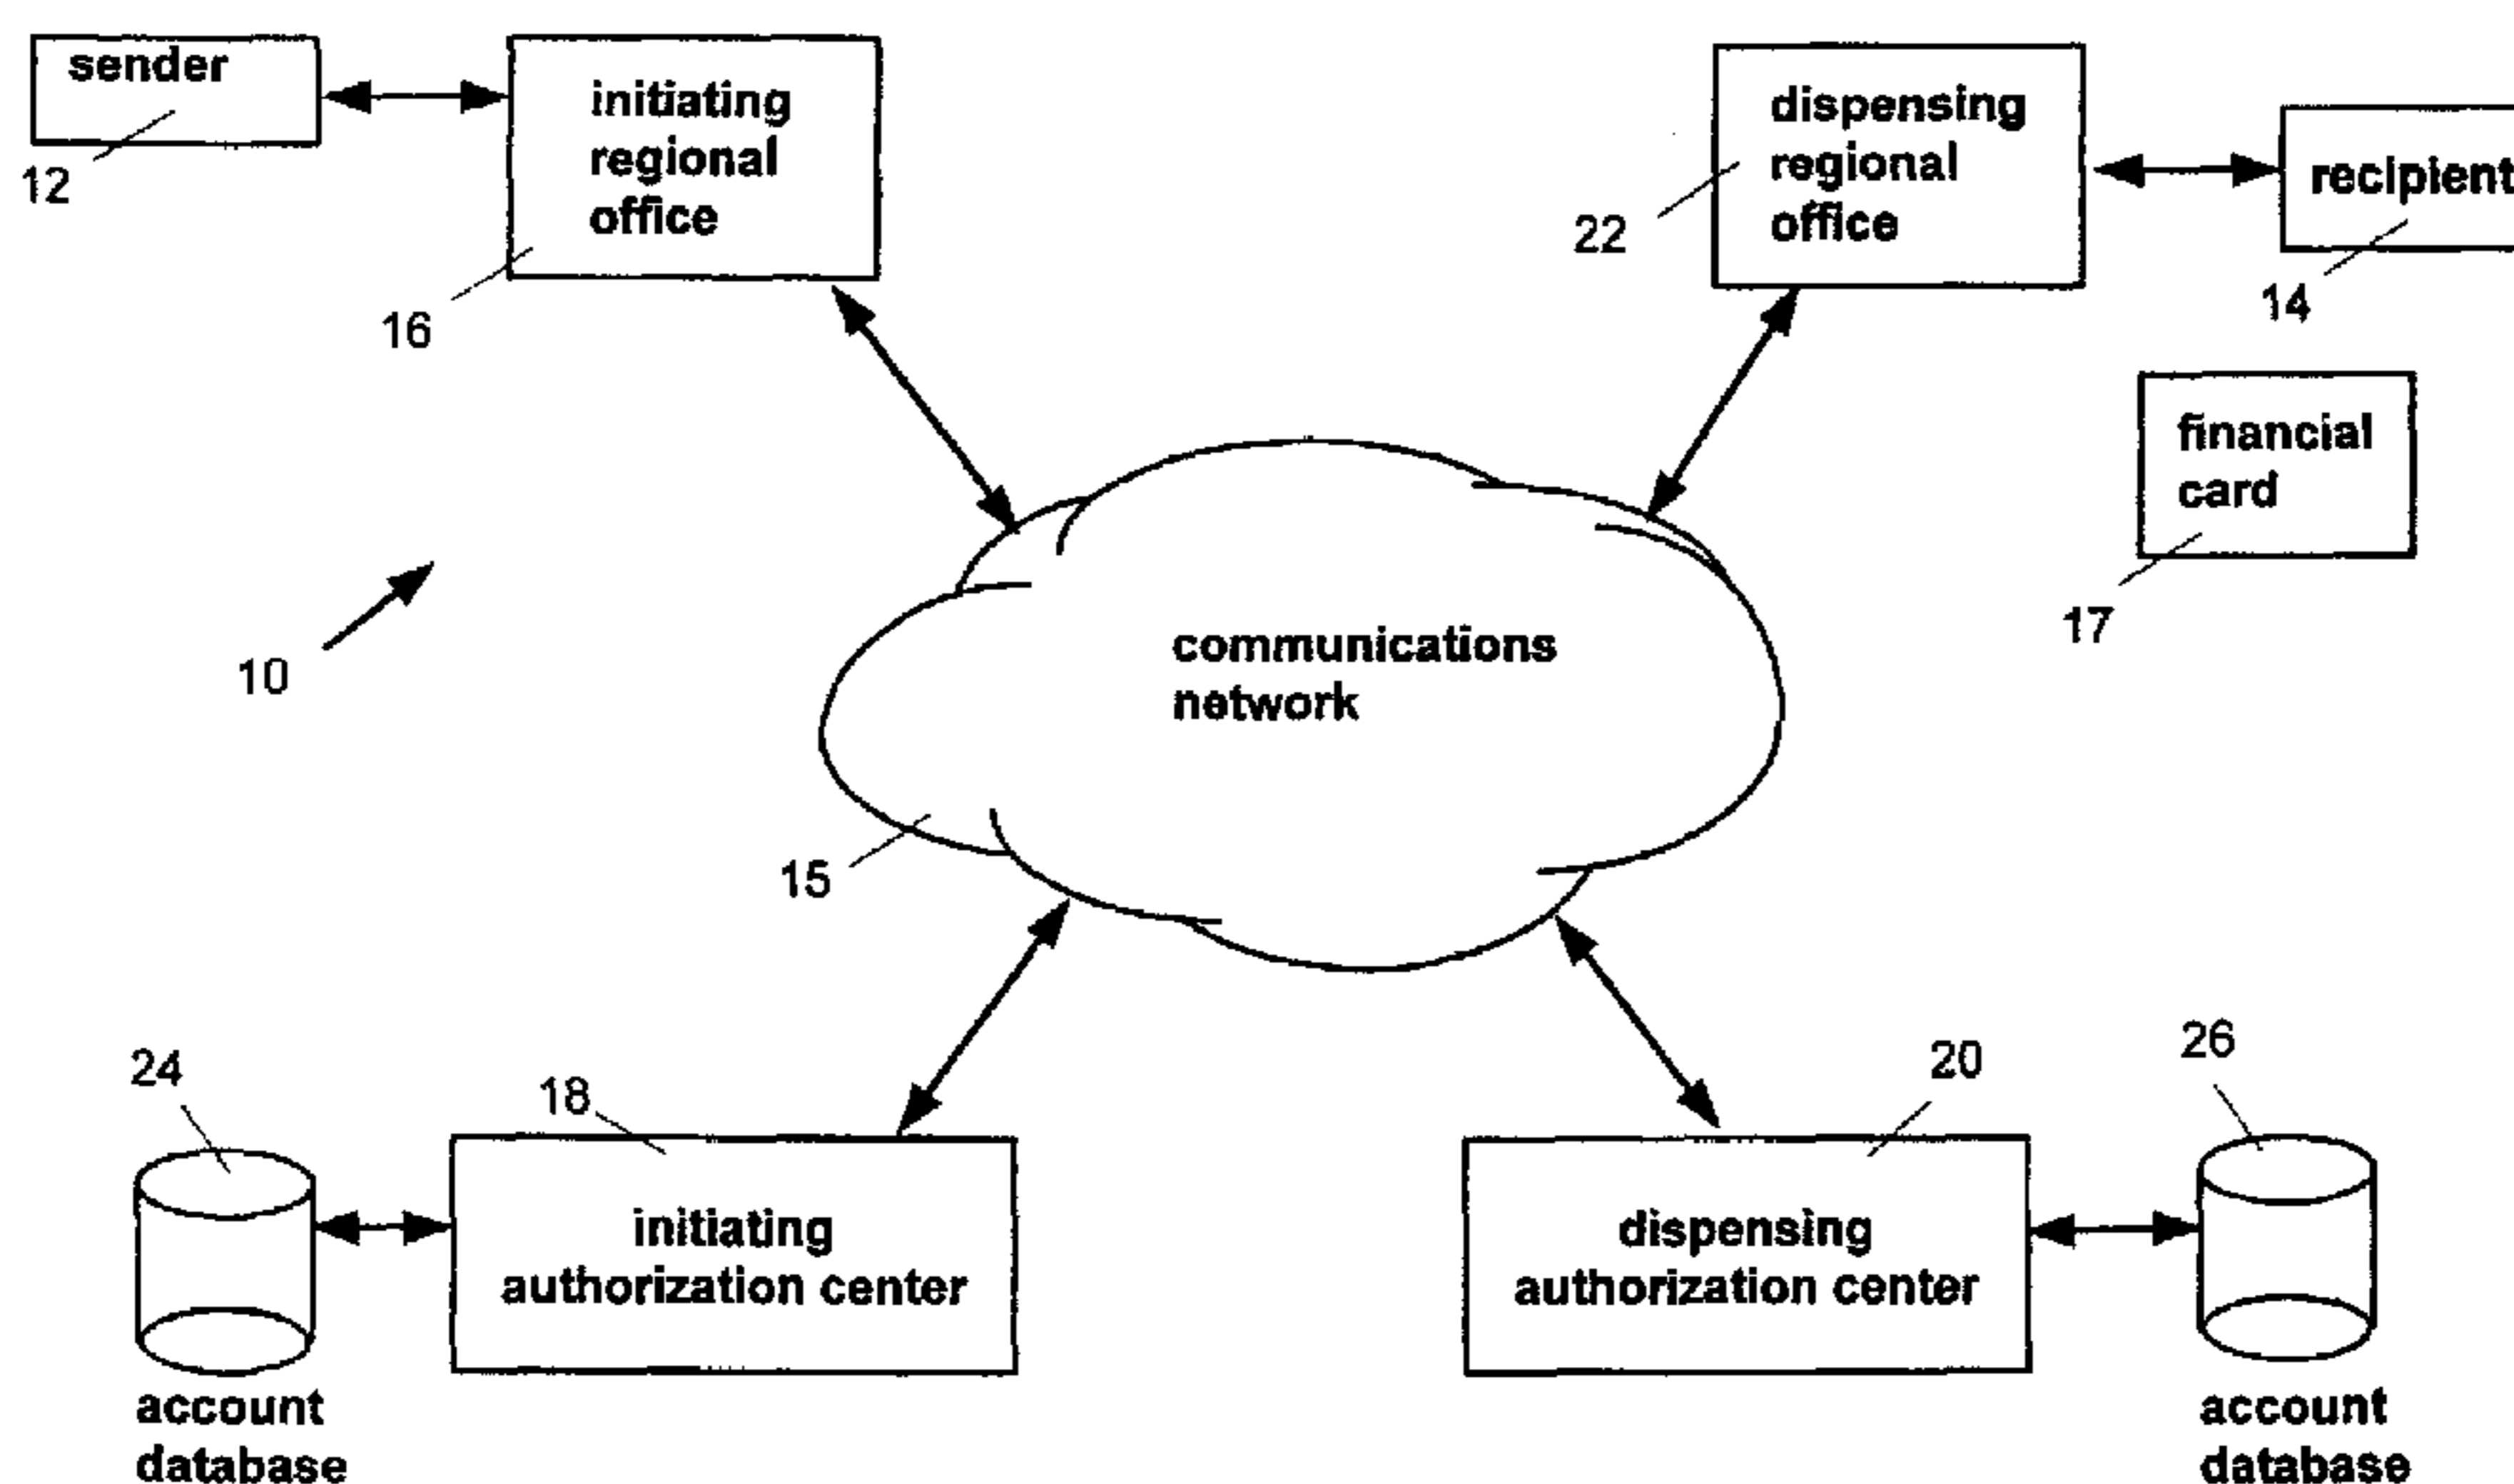 sender
12
initiating
regional
office
16
dispensing
regional
office
22
recipient
14
financial
card
17
10
communications
network
15
24
18
initiating
authorization center
account
database
20
26
dispensing
authorization center
account
database